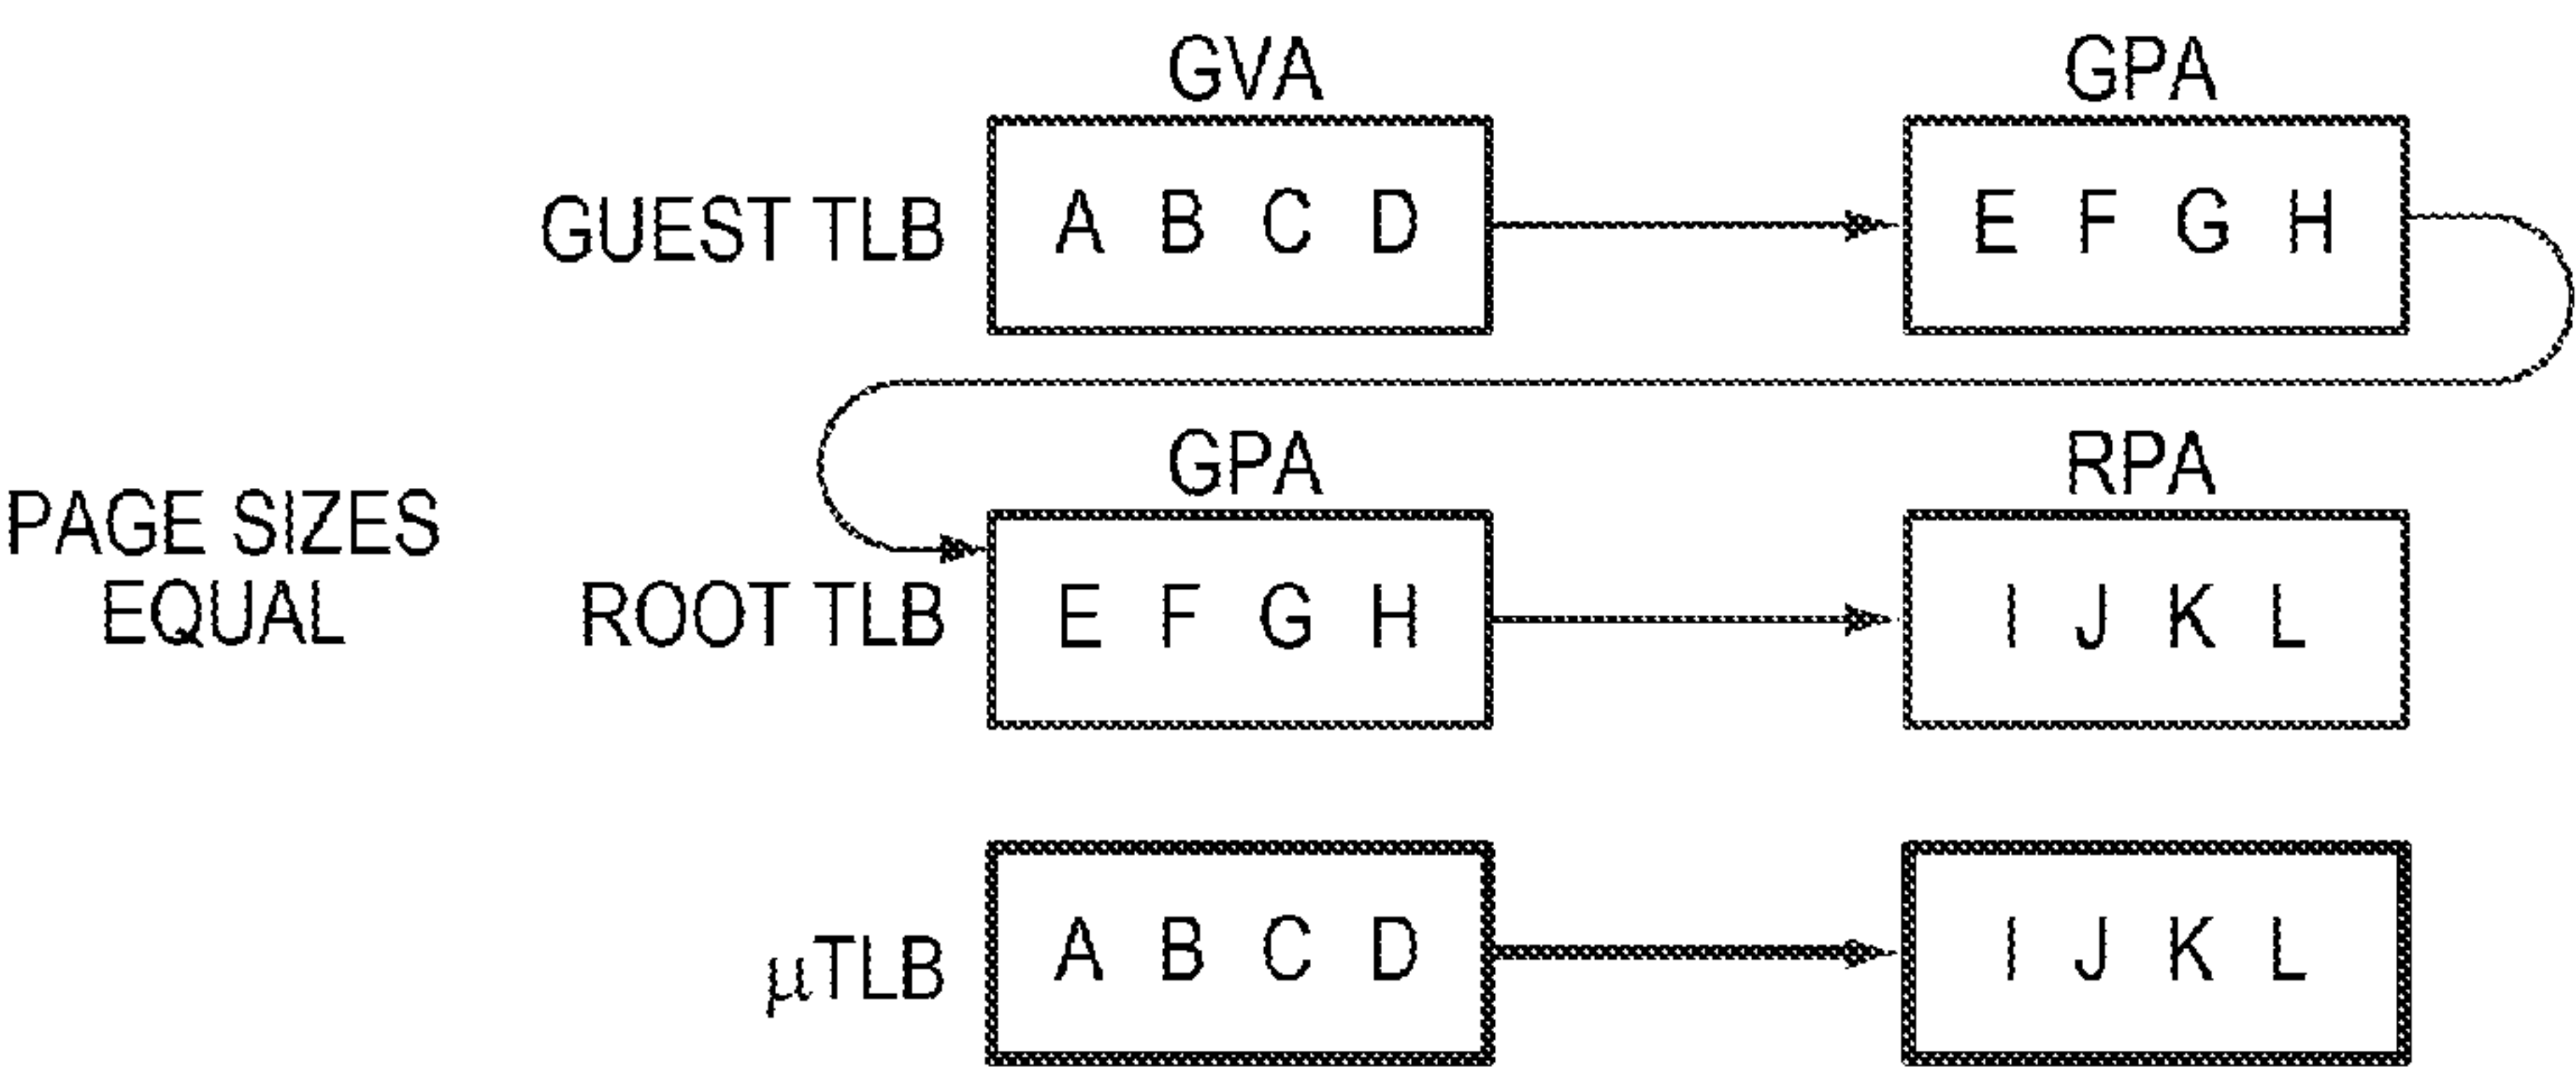 GVA GPA
GUEST TLB A B C D E F G H
GPA RPA
PAGE SIZES
EQUAL
ROOT TLB E F G H I J K L
μTLB A B C D I J K L